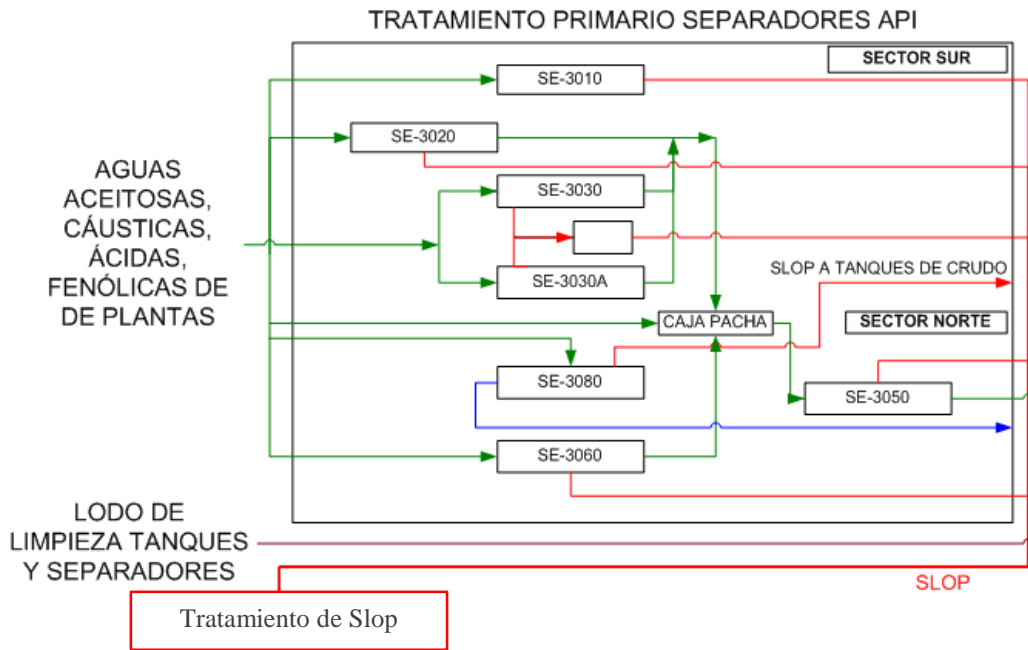 TRATAMIENTO PRIMARIO SEPARADORES API
SECTOR SUR
SE-3010
SE-3020
AGUAS
ACEITOSAS,
CÁUSTICAS,
ÁCIDAS,
FENÓLICAS DE
DE PLANTAS
SE-3030
SE-3030A
SLOP A TANQUES DE CRUDO
CAJA PACHA
SECTOR NORTE
SE-3080
SE-3050
SE-3060
LODO DE
LIMPIEZA TANQUES
Y SEPARADORES
SLOP
Tratamiento de Slop